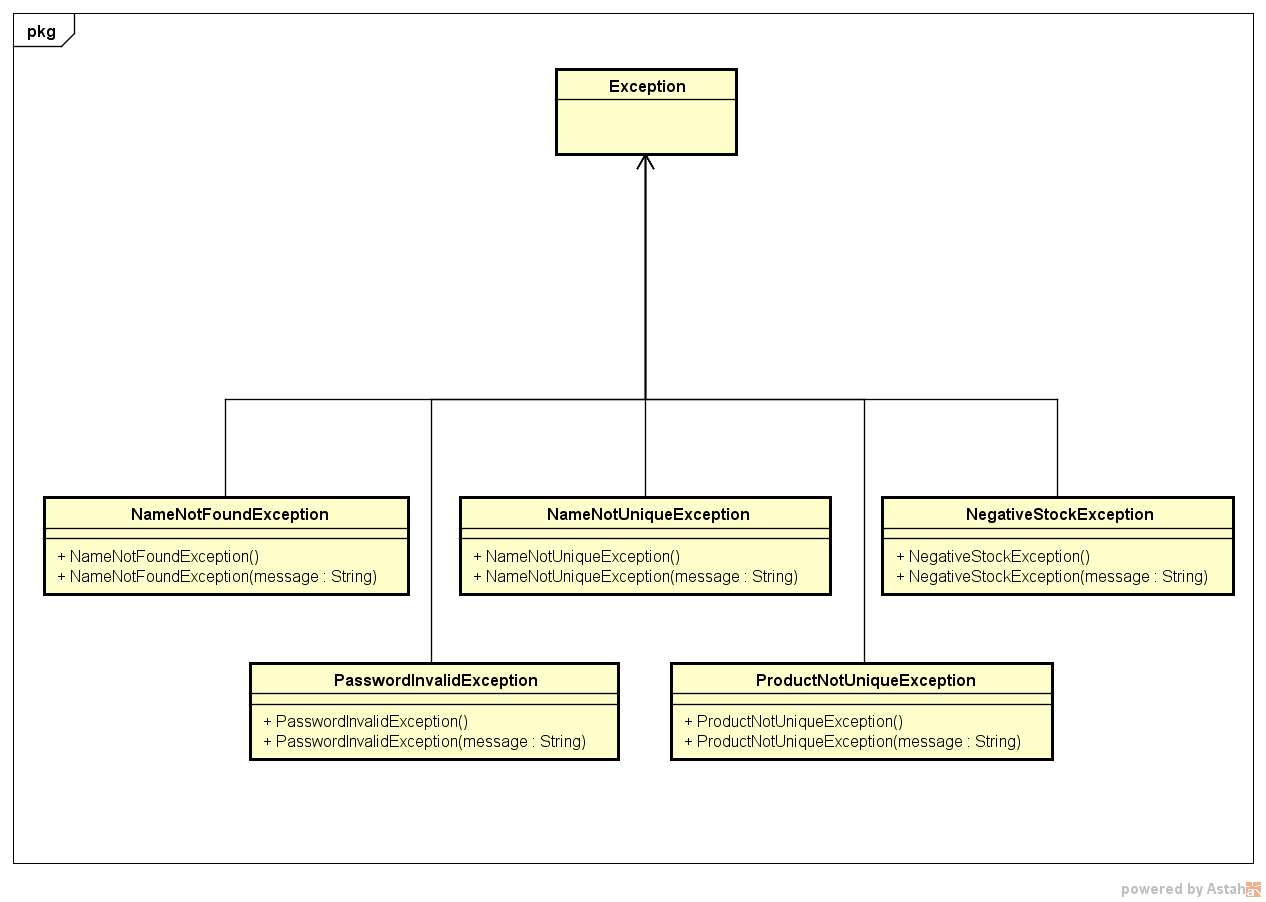 pkg
Exception
NameNotFoundException
+ NameNotFoundException()
+ NameNotFoundException(message : String)
NameNotUniqueException
+ NameNotUniqueException()
+ NameNotUniqueException(message : String)
NegativeStockException
+ NegativeStockException()
+ NegativeStockException(message : String)
PasswordInvalidException
+ PasswordInvalidException()
+ PasswordInvalidException(message : String)
ProductNotUniqueException
+ ProductNotUniqueException()
+ ProductNotUniqueException(message : String)
powered by Astah